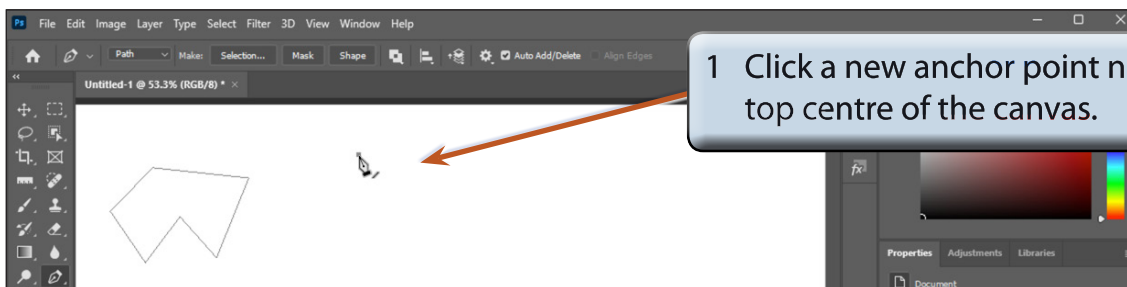 Ps File Edit Image Layer Type Select Filter 3D View Window Help
Path Make: Selection... Mask Shape Auto Add/Delete Align Edges
Untitled-1 @ 53.3% (RGB/8) * ×
1 Click a new anchor point n
top centre of the canvas.
fx
Properties Adjustments Libraries
Document